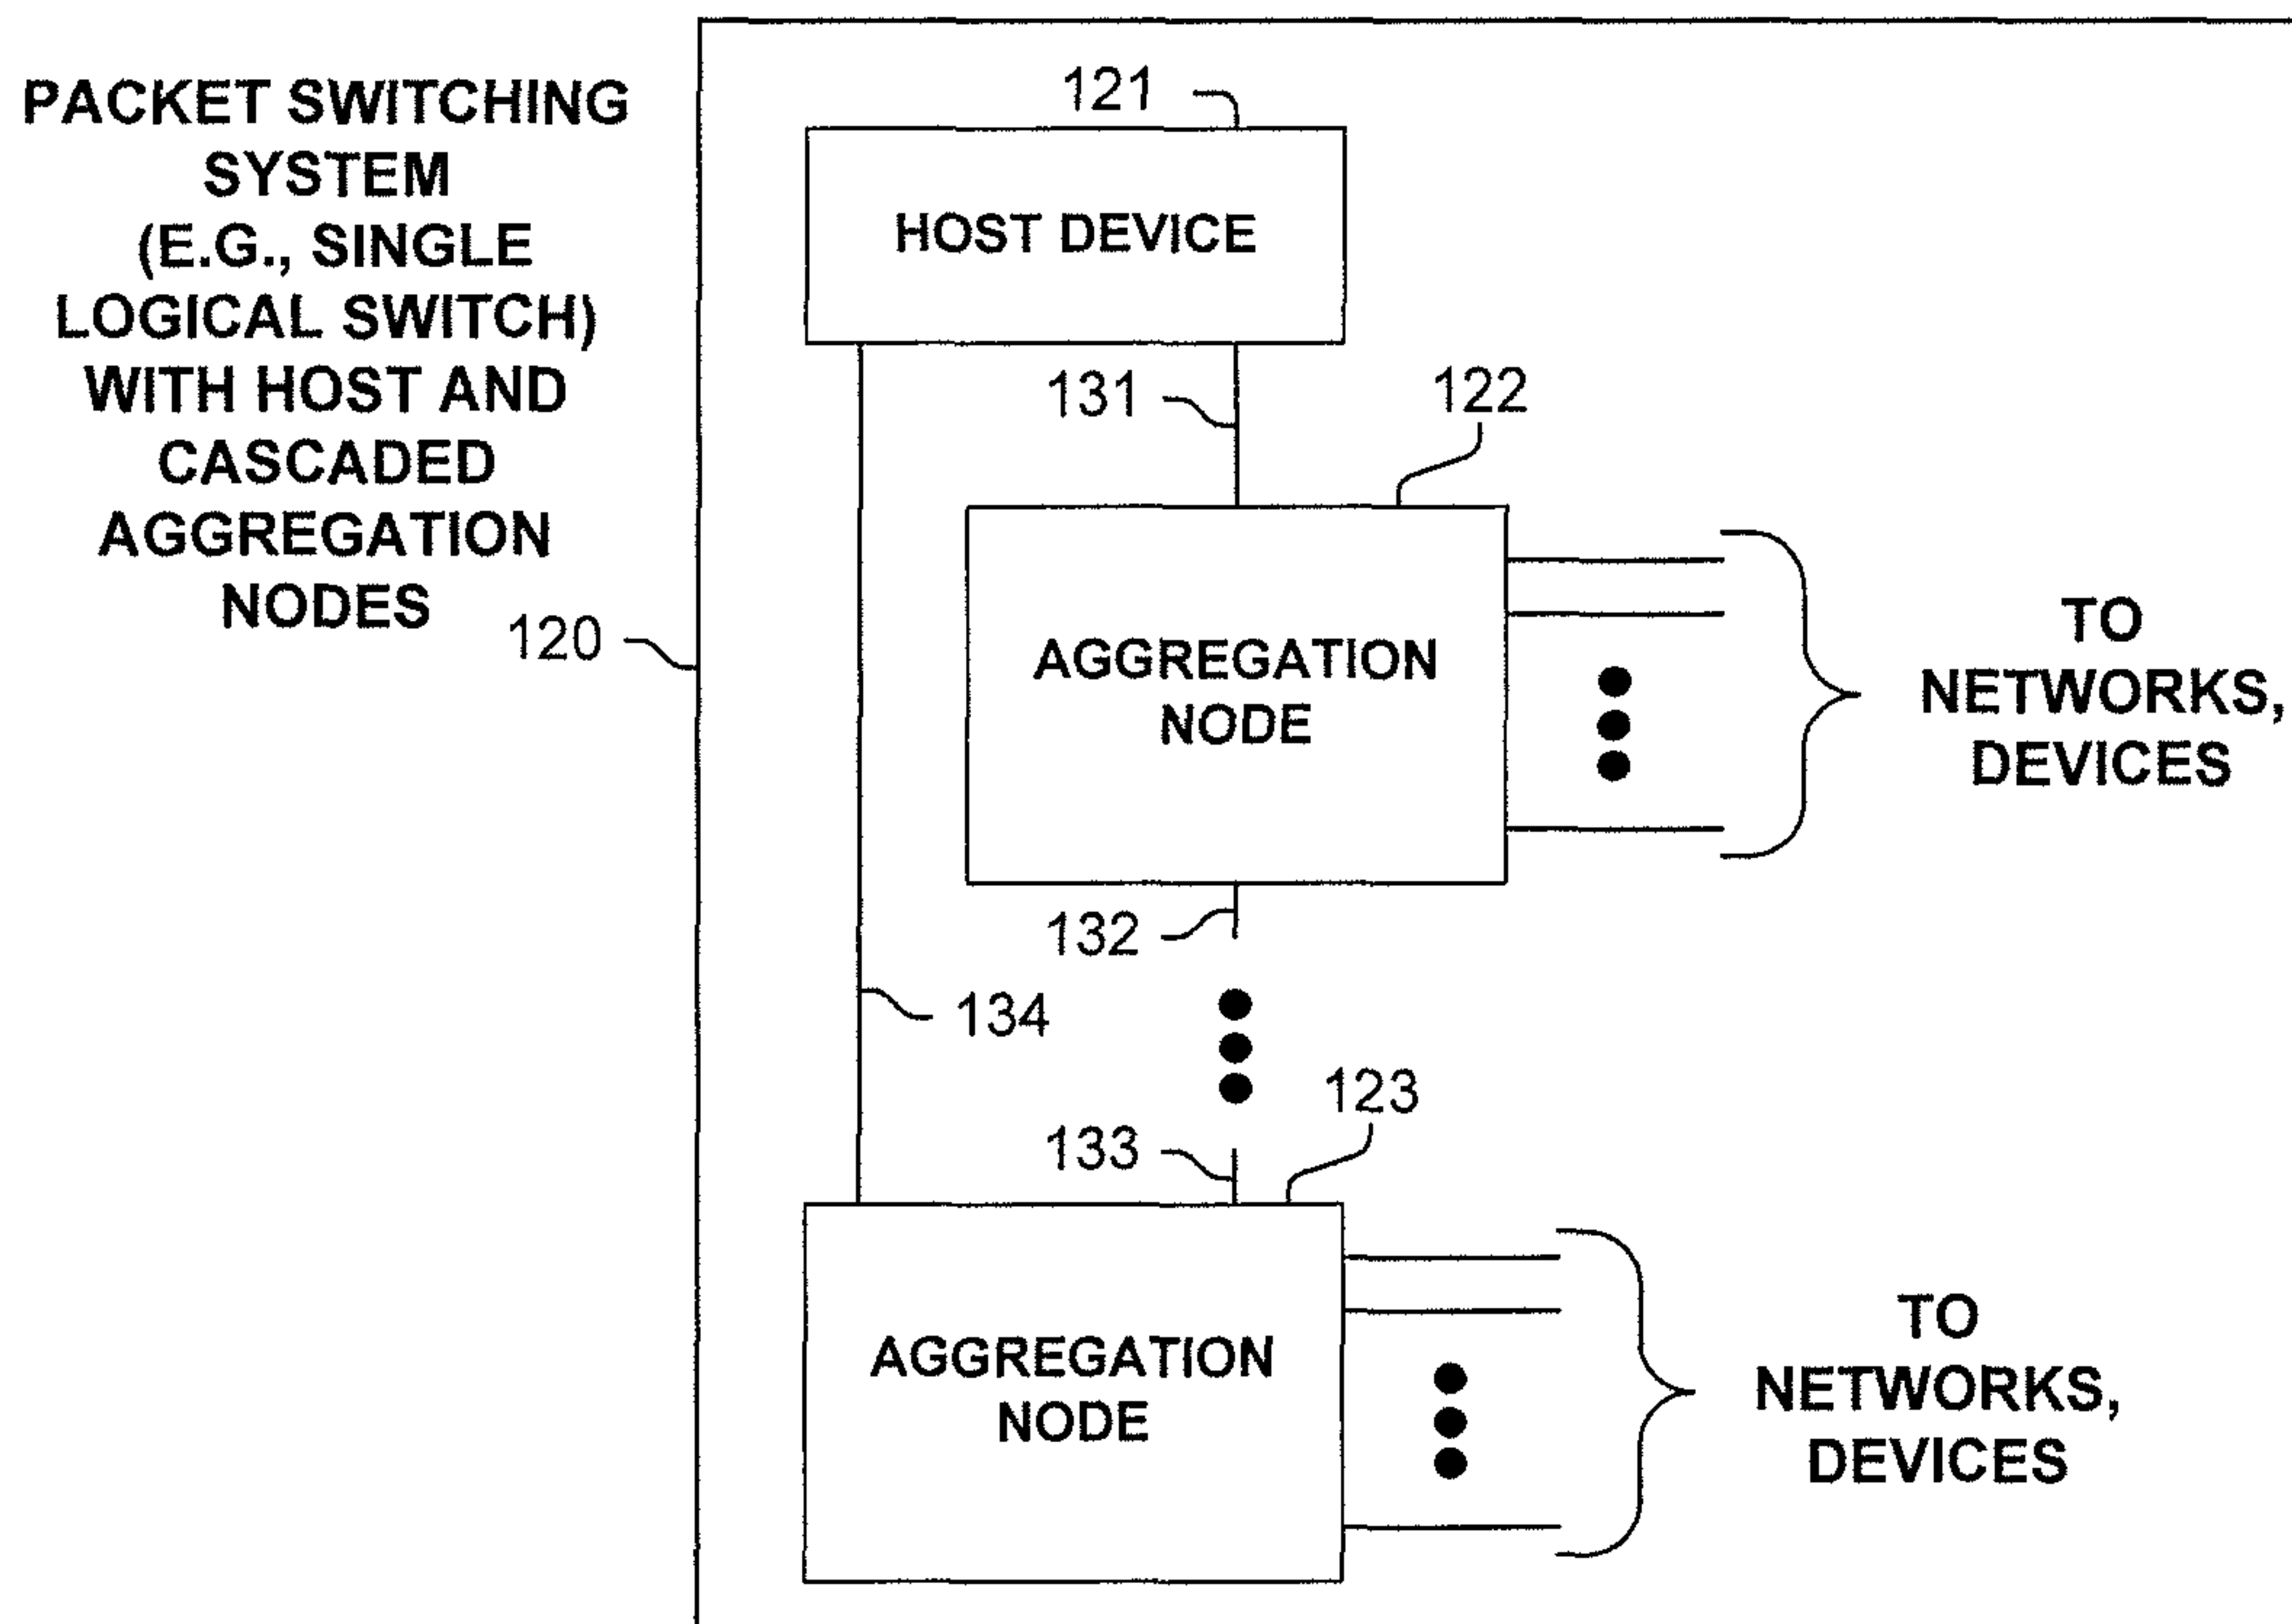 PACKET SWITCHING
SYSTEM
(E.G., SINGLE
LOGICAL SWITCH)
WITH HOST AND
CASCADED
AGGREGATION
NODES
120
121
HOST DEVICE
131
122
AGGREGATION
NODE
TO
NETWORKS,
DEVICES
132
134
133
123
AGGREGATION
NODE
TO
NETWORKS,
DEVICES